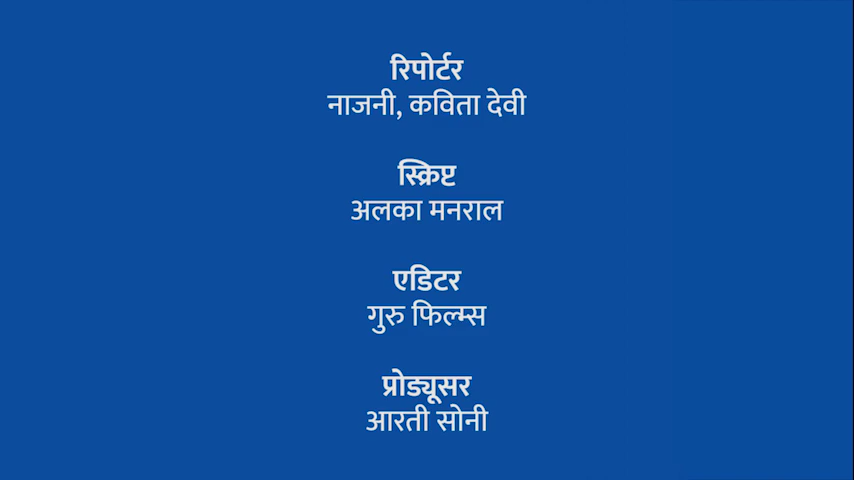 रिपोर्टर
नाजनी, कविता देवी
स्क्रिप्ट
अलका मनराल
एडिटर
गुरु फिल्म्स
प्रोड्यूसर
आरती सोनी